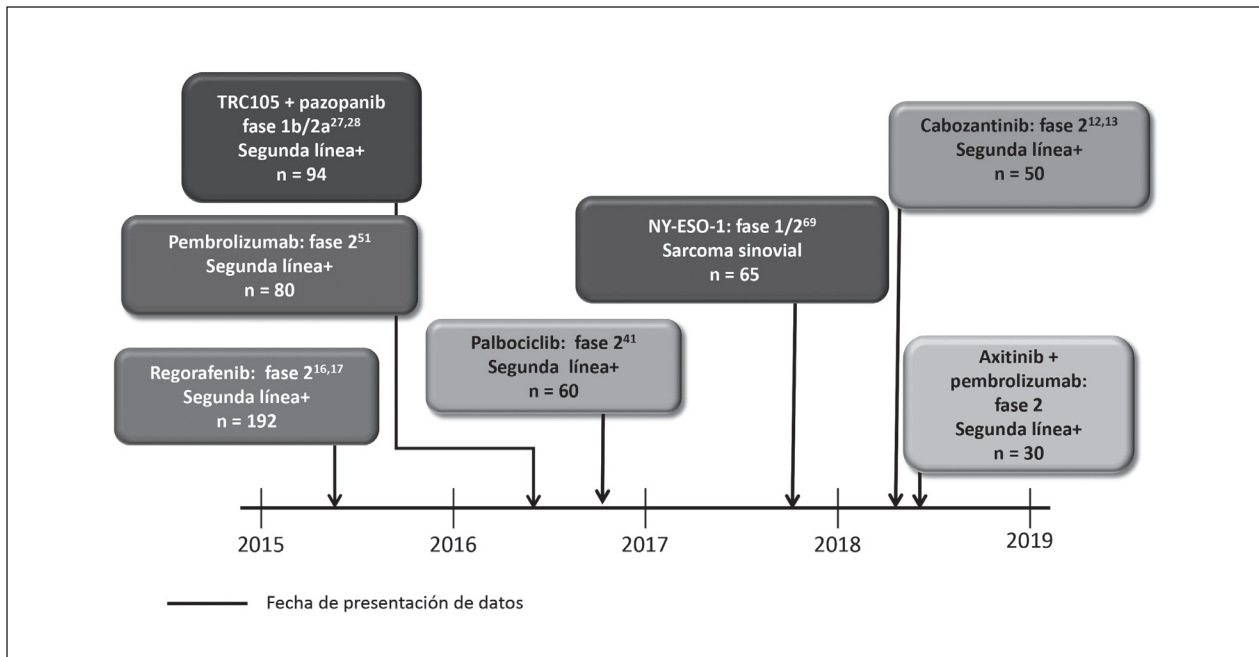 TRC105 + pazopanib
fase 1b/2a27,28
Segunda línea+
n = 94
Pembrolizumab: fase 251
Segunda línea+
n = 80
Regorafenib: fase 216,17
Segunda línea+
n = 192
Palbociclib: fase 241
Segunda línea+
n = 60
NY-ESO-1: fase 1/269
Sarcoma sinovial
n = 65
Cabozantinib: fase 212,13
Segunda línea+
n = 50
Axitinib +
pembrolizumab:
fase 2
Segunda línea+
n = 30
2015
2016
2017
2018
2019
Fecha de presentación de datos